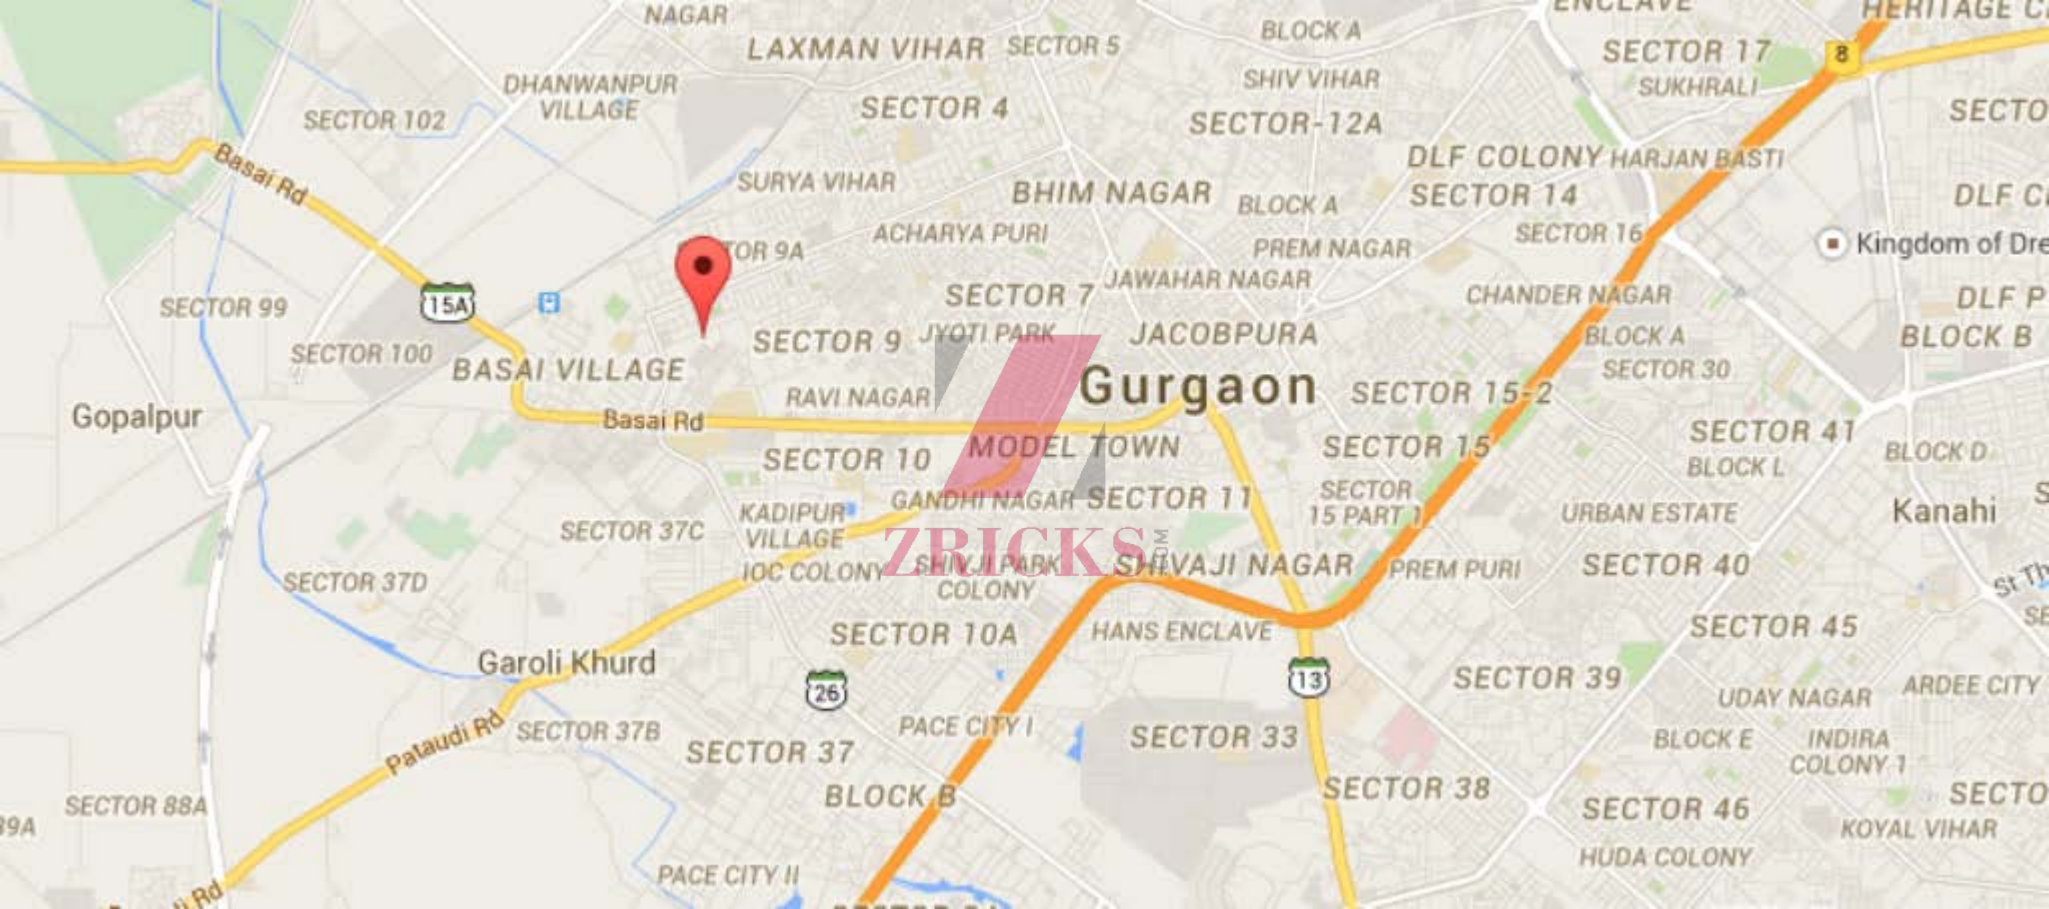 NAGAR
ENCLAVE
HERITAGE C
LAXMAN VIHAR
SECTOR 5
BLOCK A
SECTOR 17
8
DHANWANPUR
VILLAGE
SHIV VIHAR
SUKHRALI
SECTOR 102
SECTOR 4
SECTOR-12A
SECTO
Basai Rd
DLF COLONY
HARJAN BASTI
SURYA VIHAR
BHIM NAGAR
BLOCK A
SECTOR 14
DLF C
ACHARYA PURI
PREM NAGAR
SECTOR 16
Kingdom of Dre
TOR 9A
JAWAHAR NAGAR
SECTOR 99
15A
SECTOR 7
CHANDER NAGAR
DLF P
SECTOR 100
SECTOR 9
JYOTI PARK
JACOBPURA
BLOCK A
BLOCK B
BASAI VILLAGE
SECTOR 30
Gurgaon
RAVI NAGAR
SECTOR 15-2
Gopalpur
Basai Rd
SECTOR 41
MODEL TOWN
SECTOR 15
BLOCK D
SECTOR 10
BLOCK L
GANDHI NAGAR
SECTOR 11
SECTOR
15 PART 1
KADIPUR
VILLAGE
URBAN ESTATE
Kanahi
S
SECTOR 37C
ZRICKS
.COM
SHIVJI PARK
COLONY
SHIVAJI NAGAR
PREM PURI
SECTOR 40
St Th
IOC COLONY
SECTOR 37D
SE
SECTOR 10A
HANS ENCLAVE
SECTOR 45
Garoli Khurd
26
13
SECTOR 39
UDAY NAGAR
ARDEE CITY
Pataudi Rd
SECTOR 37B
PACE CITY I
SECTOR 33
BLOCK E
INDIRA
COLONY 1
SECTOR 37
SECTOR 88A
BLOCK B
SECTOR 38
SECTOR 46
SECTO
39A
KOYAL VIHAR
HUDA COLONY
PACE CITY II
Rd